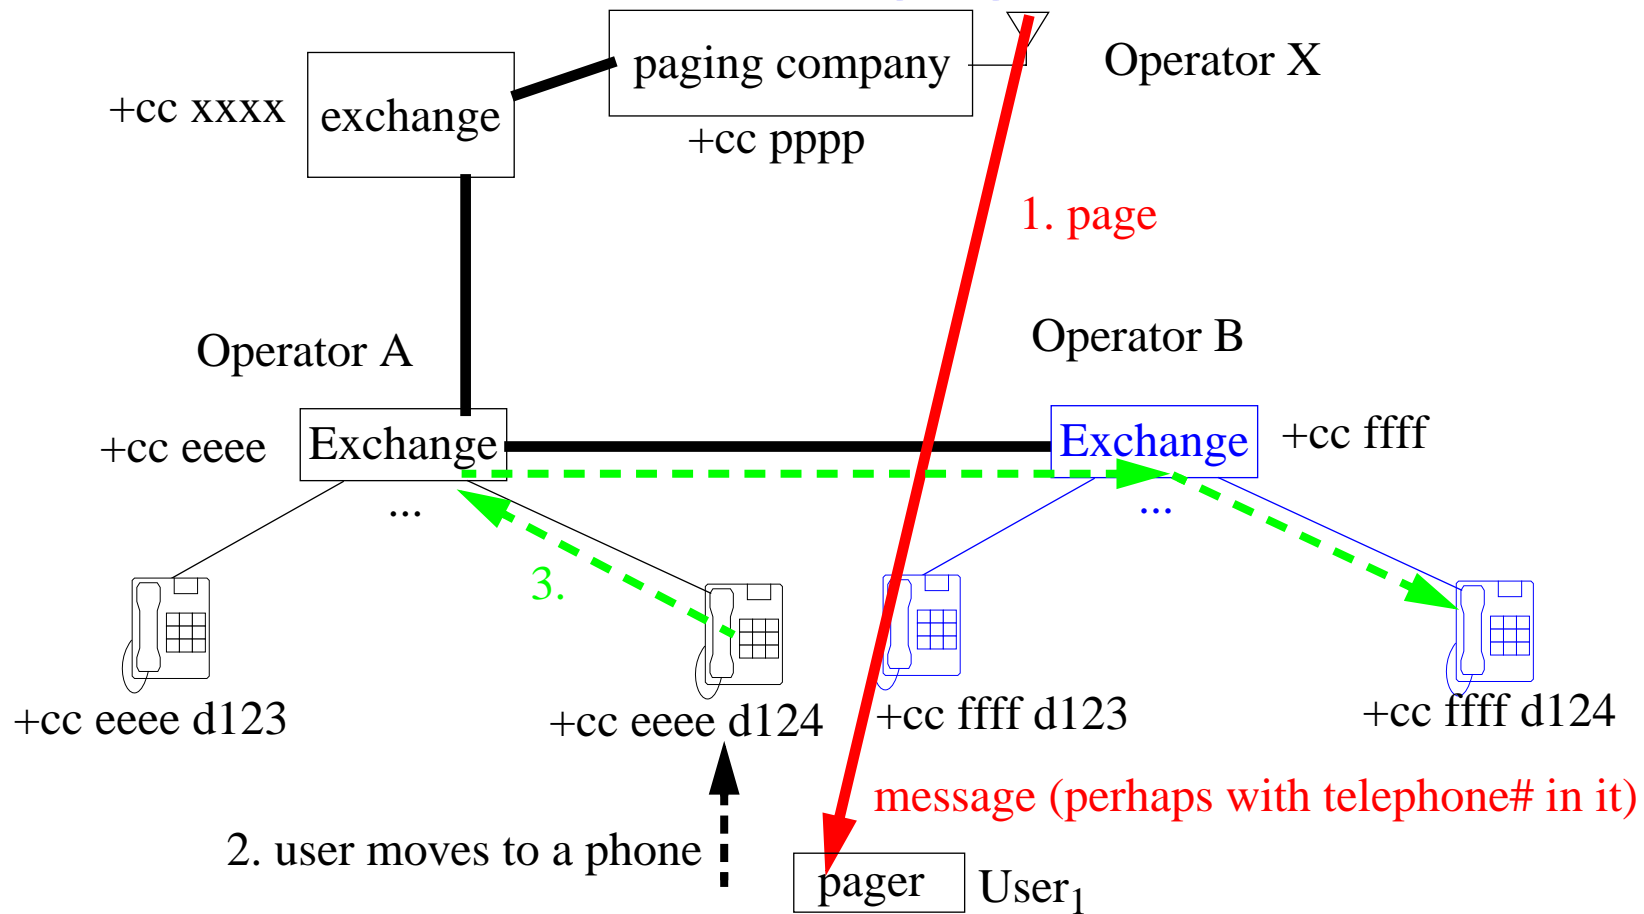 paging company
Operator X
+cc xxxx
exchange
+cc pppp
1. page
Operator A
Operator B
+cc eeee
Exchange
Exchange
+cc ffff
...
...
3.
+cc eeee d123
+cc eeee d124
+cc ffff d123
+cc ffff d124
message (perhaps with telephone# in it)
2. user moves to a phone
pager
User1